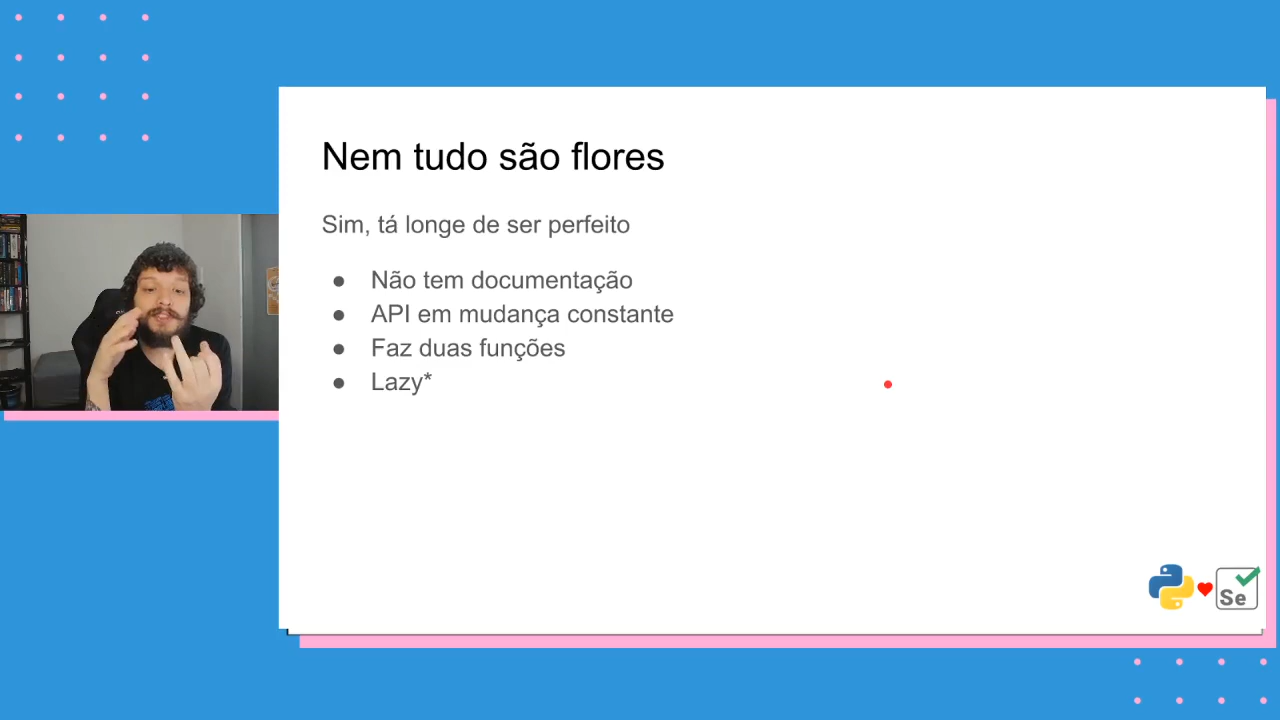 Nem tudo são flores
Sim, tá longe de ser perfeito
● Não tem documentação
● API em mudança constante
● Faz duas funções
● Lazy*
Se